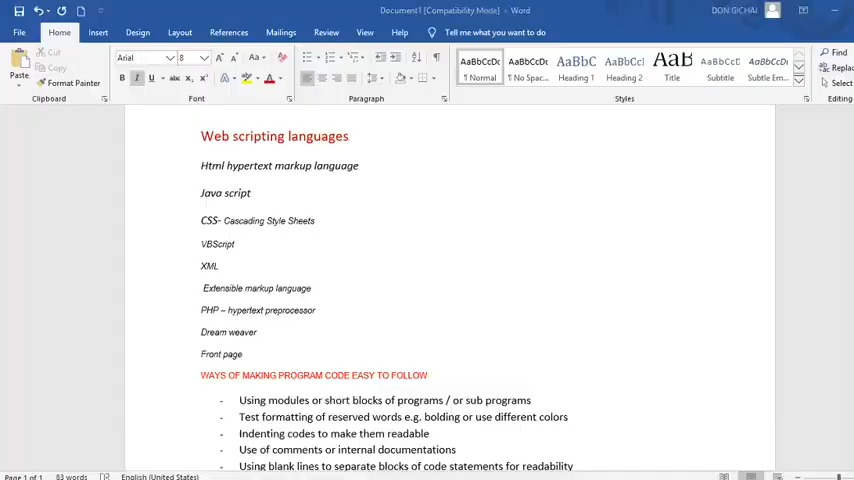 Document1 [Compatibility Mode] – Word
DON GICHAI
File Home Insert Design Layout References Mailings Review View Help Tell me what you want to do
Paste
Cut
Copy
Format Painter
Clipboard
Arial 8
Aa
B I U abc x₂ x² A A
Font
Paragraph
AaBbCcDc AaBbCcDc AaBbC AaBbCcI AaB AaBbCcD AaBbCcD
¶ Normal ¶ No Spac... Heading 1 Heading 2 Title Subtitle Subtle Em...
Styles
Find
Replac
Select
Editing
Web scripting languages
Html hypertext markup language
Java script
CSS- Cascading Style Sheets
VBScript
XML
Extensible markup language
PHP – hypertext preprocessor
Dream weaver
Front page
WAYS OF MAKING PROGRAM CODE EASY TO FOLLOW
- Using modules or short blocks of programs / or sub programs
- Test formatting of reserved words e.g. bolding or use different colors
- Indenting codes to make them readable
- Use of comments or internal documentations
- Using blank lines to separate blocks of code statements for readability
Page 1 of 1 83 words English (United States)